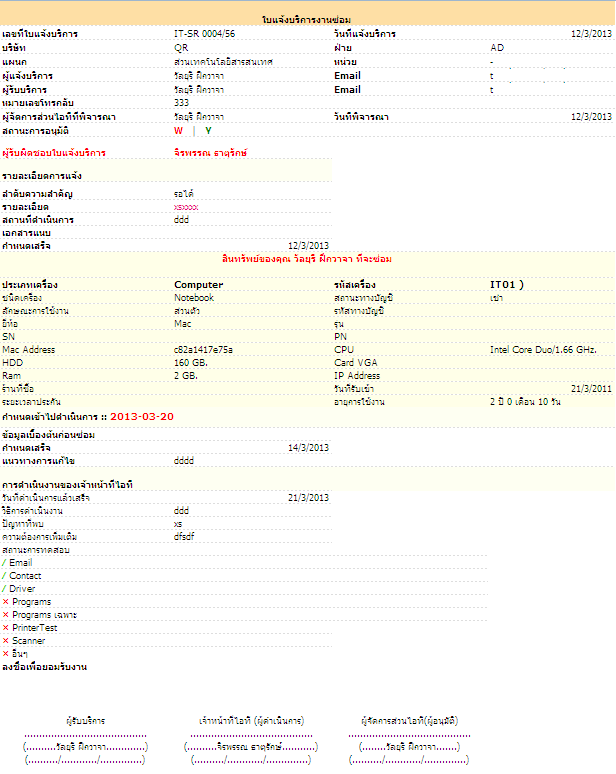 ใบแจ้งบริการงานซ่อม
เลขที่ใบแจ้งบริการ IT-SR 0004/56 วันที่แจ้งบริการ 12/3/2013
บริษัท QR ฝ่าย AD
แผนก ส่วนเทคโนโลยีสารสนเทศ หน่วย -
ผู้แจ้งบริการ วัลยุรี ฝีกวาจา Email t
ผู้รับบริการ วัลยุรี ฝีกวาจา Email t
หมายเลขโทรกลับ 333
ผู้จัดการส่วนไอทีที่พิจารณา วัลยุรี ฝีกวาจา วันที่พิจารณา 12/3/2013
สถานะการอนุมัติ W | Y
ผู้รับผิดชอบใบแจ้งบริการ จิรพรรณ ธาตุรักษ์
รายละเอียดการแจ้ง
ลำดับความสำคัญ รอได้
รายละเอียด xsxxxx
สถานที่ดำเนินการ ddd
เอกสารแนบ
กำหนดเสร็จ 12/3/2013
สินทรัพย์ของคุณ วัลยุรี ฝีกวาจา ที่จะซ่อม
ประเภทเครื่อง Computer รหัสเครื่อง IT01 )
ชนิดเครื่อง Notebook สถานะทางบัญชี เช่า
ลักษณะการใช้งาน ส่วนตัว รหัสทางบัญชี
ยี่ห้อ Mac รุ่น
SN PN
Mac Address c82a1417e75a CPU Intel Core Duo/1.66 GHz.
HDD 160 GB. Card VGA
Ram 2 GB. IP Address
ร้านที่ซื้อ วันที่รับเข้า 21/3/2011
ระยะเวลาประกัน อายุการใช้งาน 2 ปี 0 เดือน 10 วัน
กำหนดเข้าไปดำเนินการ :: 2013-03-20
ข้อมูลเบื้องต้นก่อนซ่อม
กำหนดเสร็จ 14/3/2013
แนวทางการแก้ไข dddd
การดำเนินงานของเจ้าหน้าที่ไอที
วันที่ดำเนินการแล้วเสร็จ 21/3/2013
วิธีการดำเนินงาน ddd
ปัญหาที่พบ xs
ความต้องการเพิ่มเติม dfsdf
สถานะการทดสอบ
/ Email
/ Contact
/ Driver
× Programs
× Programs เฉพาะ
× PrinterTest
× Scanner
× อื่นๆ
ลงชื่อเพื่อยอมรับงาน
ผู้รับบริการ เจ้าหน้าที่ไอที (ผู้ดำเนินการ) ผู้จัดการส่วนไอที(ผู้อนุมัติ)
.................................... .................................... ....................................
(..........วัลยุรี ฝีกวาจา.............) (..........จิรพรรณ ธาตุรักษ์...........) (........วัลยุรี ฝีกวาจา.......)
(........../............/.............) (........../............/.............) (........../............/.............)